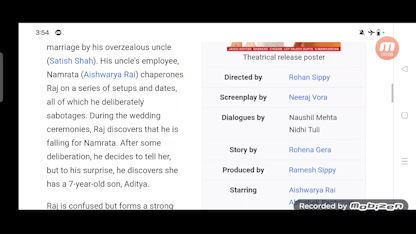 3:54
marriage by his overzealous uncle
(Satish Shah). His uncle's employee,
Namrata (Aishwarya Rai) chaperones
Raj on a series of setups and dates,
all of which he deliberately
sabotages. During the wedding
ceremonies, Raj discovers that he is
falling for Namrata. After some
deliberation, he decides to tell her,
but to his surprise, he discovers she
has a 7-year-old son, Aditya.
Raj is confused but forms a strong
Theatrical release poster
Directed by Rohan Sippy
Screenplay by Neeraj Vora
Dialogues by Naushil Mehta
Nidhi Tuli
Story by Rohena Gera
Produced by Ramesh Sippy
Starring Aishwarya Rai
Recorded by Mobizen